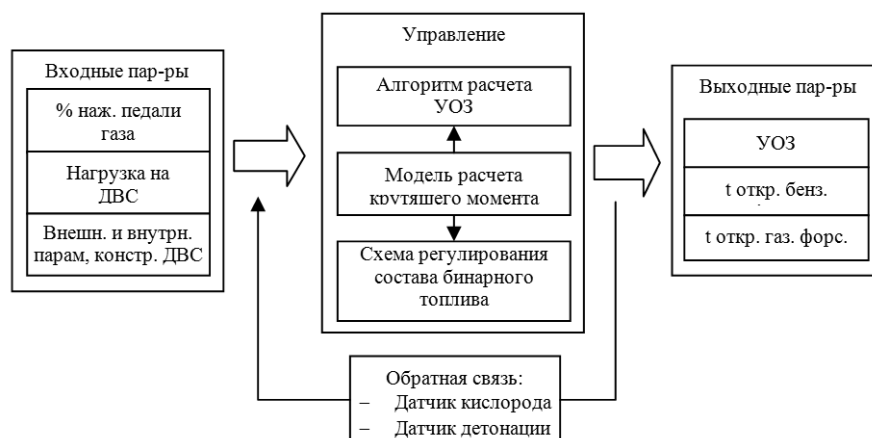 Входные пар-ры
% наж. педали
газа
Нагрузка на
ДВС
Внешн. и внутрн.
парам, констр. ДВС
Управление
Алгоритм расчета
УОЗ
Модель расчета
крутящего момента
Схема регулирования
состава бинарного
топлива
Выходные пар-ры
УОЗ
t откр. бенз.
t откр. газ. форс.
Обратная связь:
– Датчик кислорода
– Датчик детонации